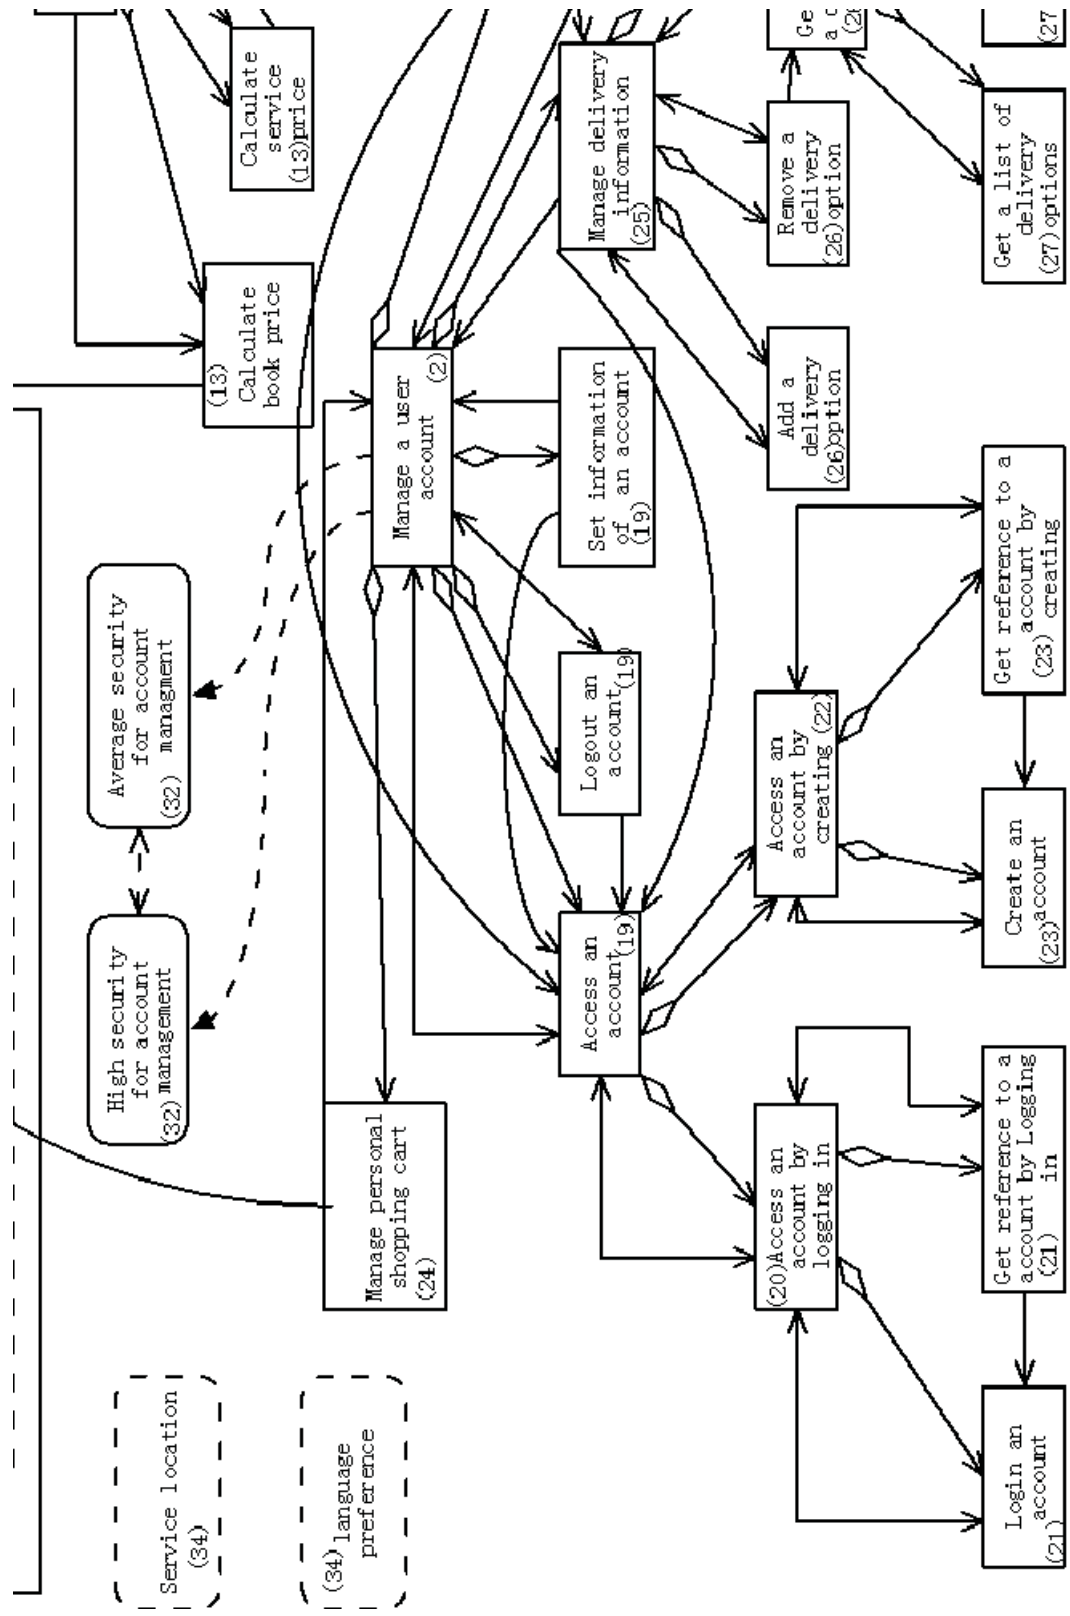 Calculate
service
(13)price
(13)
Calculate
book price
Manage delivery
information
(25)
Remove a
delivery
(26)option
Get a list of
delivery
(27)options
(27
Ge
a
(26
Add a
delivery
(26)option
Manage a user
account
(2)
Set information
of an account
(19)
Average security
for account
managment
(32)
High security
for account
management
(32)
Logout an
account
(19)
Access an
account
(19)
Access an
account by
creating (22)
Get reference to a
account by
(23) creating
Create an
account
(23)
Manage personal
shopping cart
(24)
(20)Access an
account by
logging in
Get reference to a
account by Logging
(21) in
Login an
account
(21)
Service location
(34)
(34)language
preference